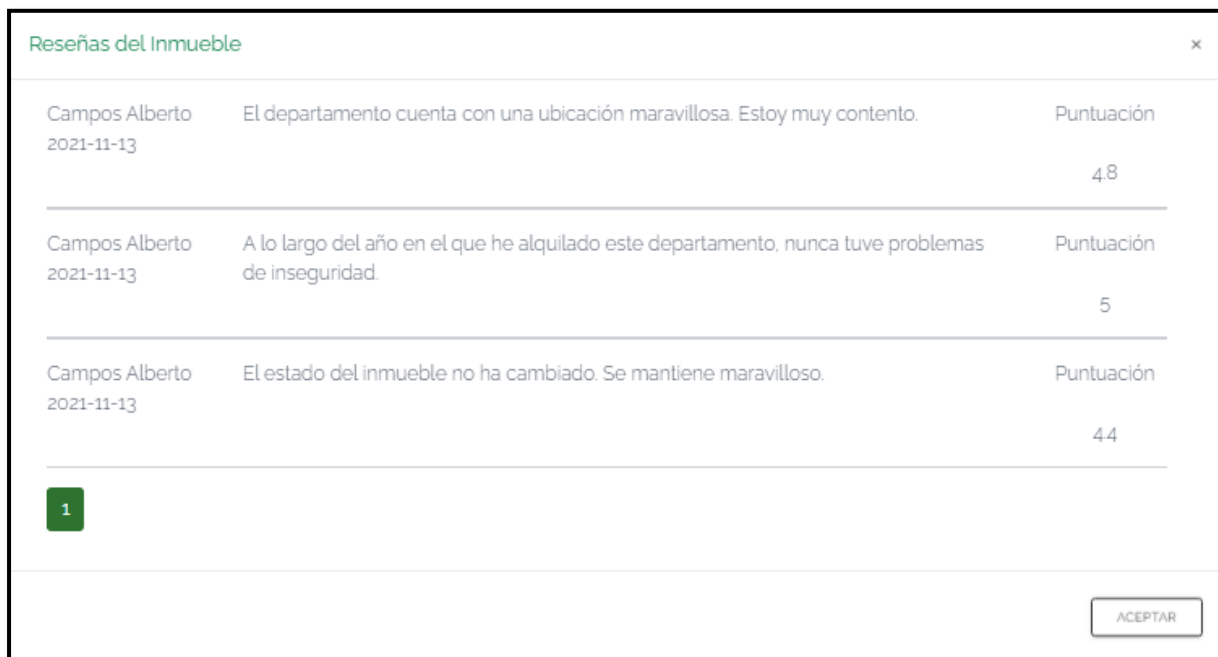 Reseñas del Inmueble
×
Campos Alberto
2021-11-13
El departamento cuenta con una ubicación maravillosa. Estoy muy contento.
Puntuación
4.8
Campos Alberto
2021-11-13
A lo largo del año en el que he alquilado este departamento, nunca tuve problemas
de inseguridad.
Puntuación
5
Campos Alberto
2021-11-13
El estado del inmueble no ha cambiado. Se mantiene maravilloso.
Puntuación
4.4
1
ACEPTAR